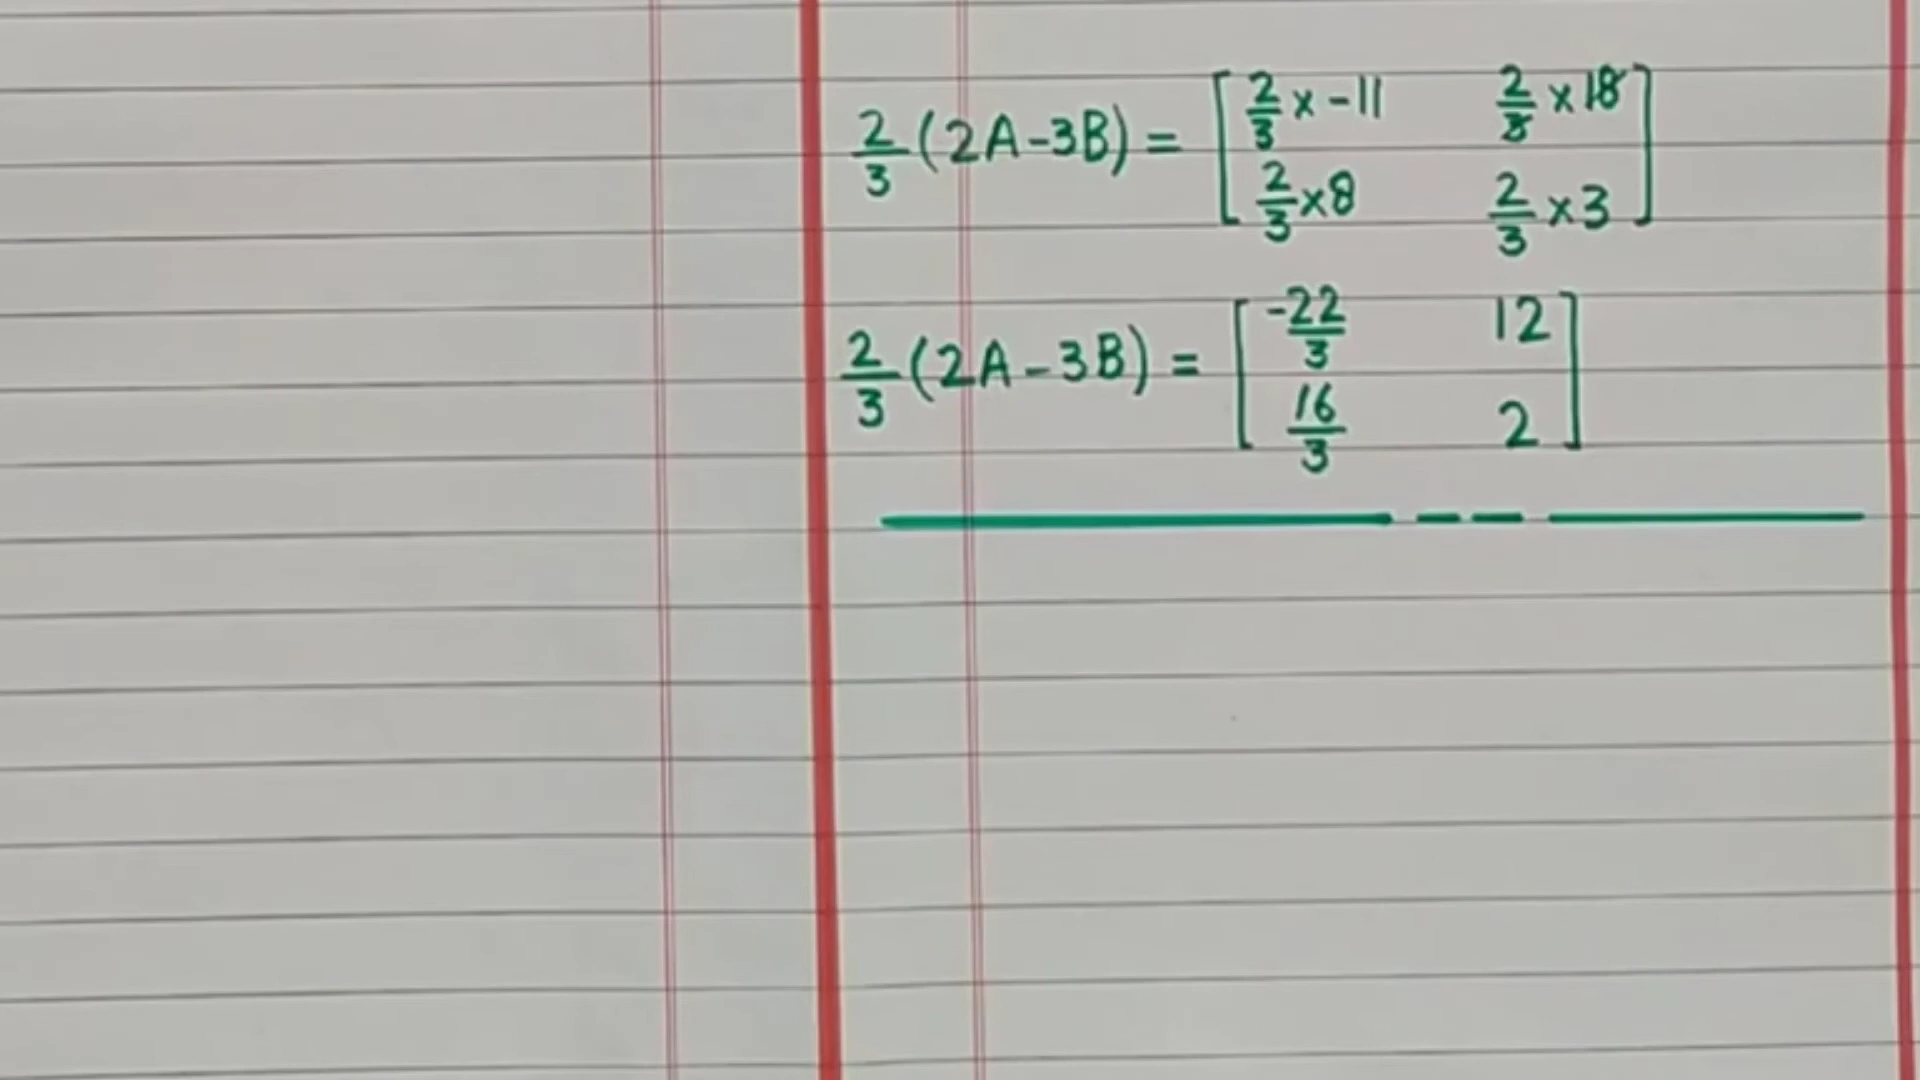 2/3 (2A-3B) = [ 2/3 x -11   2/3 x 18
2/3 x 8   2/3 x 3 ]
2/3 (2A - 3B) = [ -22/3   12
16/3   2 ]